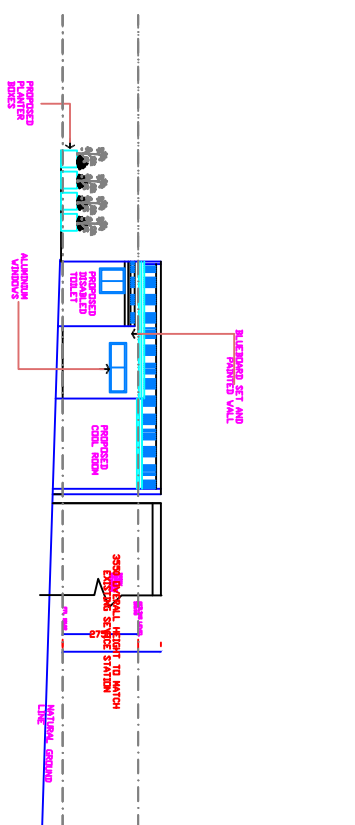 PROPOSED
PLANTER
BOXES
ALUMINIUM
WINDOWS
PROPOSED
DISABLED
TOILET
PROPOSED
COOL ROOM
BLUEBOARD SET AND
PAINTED WALL
3550 OVERALL HEIGHT TO MATCH
EXISTING SEVICE STATION
NATURAL GROUND
LINE